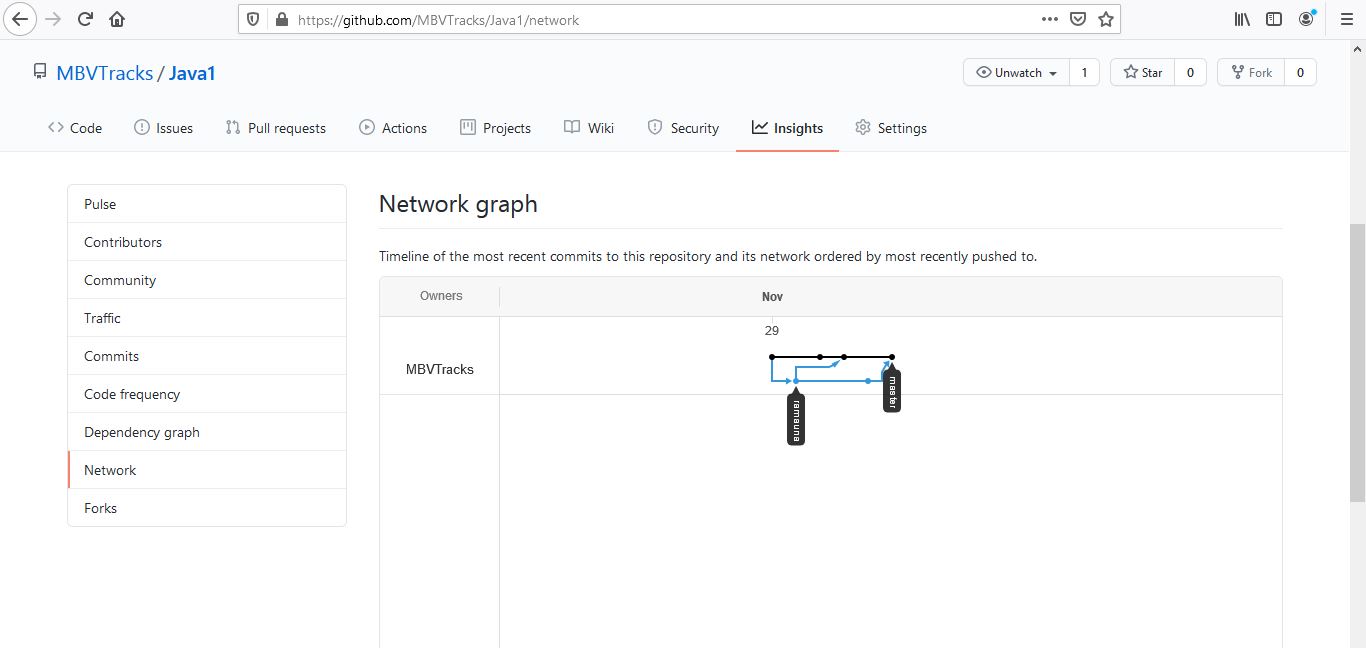 https://github.com/MBVTracks/Java1/network
MBVTracks / Java1
Unwatch 1 Star 0 Fork 0
Code Issues Pull requests Actions Projects Wiki Security Insights Settings
Pulse
Contributors
Community
Traffic
Commits
Code frequency
Dependency graph
Network
Forks
Network graph
Timeline of the most recent commits to this repository and its network ordered by most recently pushed to.
Owners Nov
29
MBVTracks
master